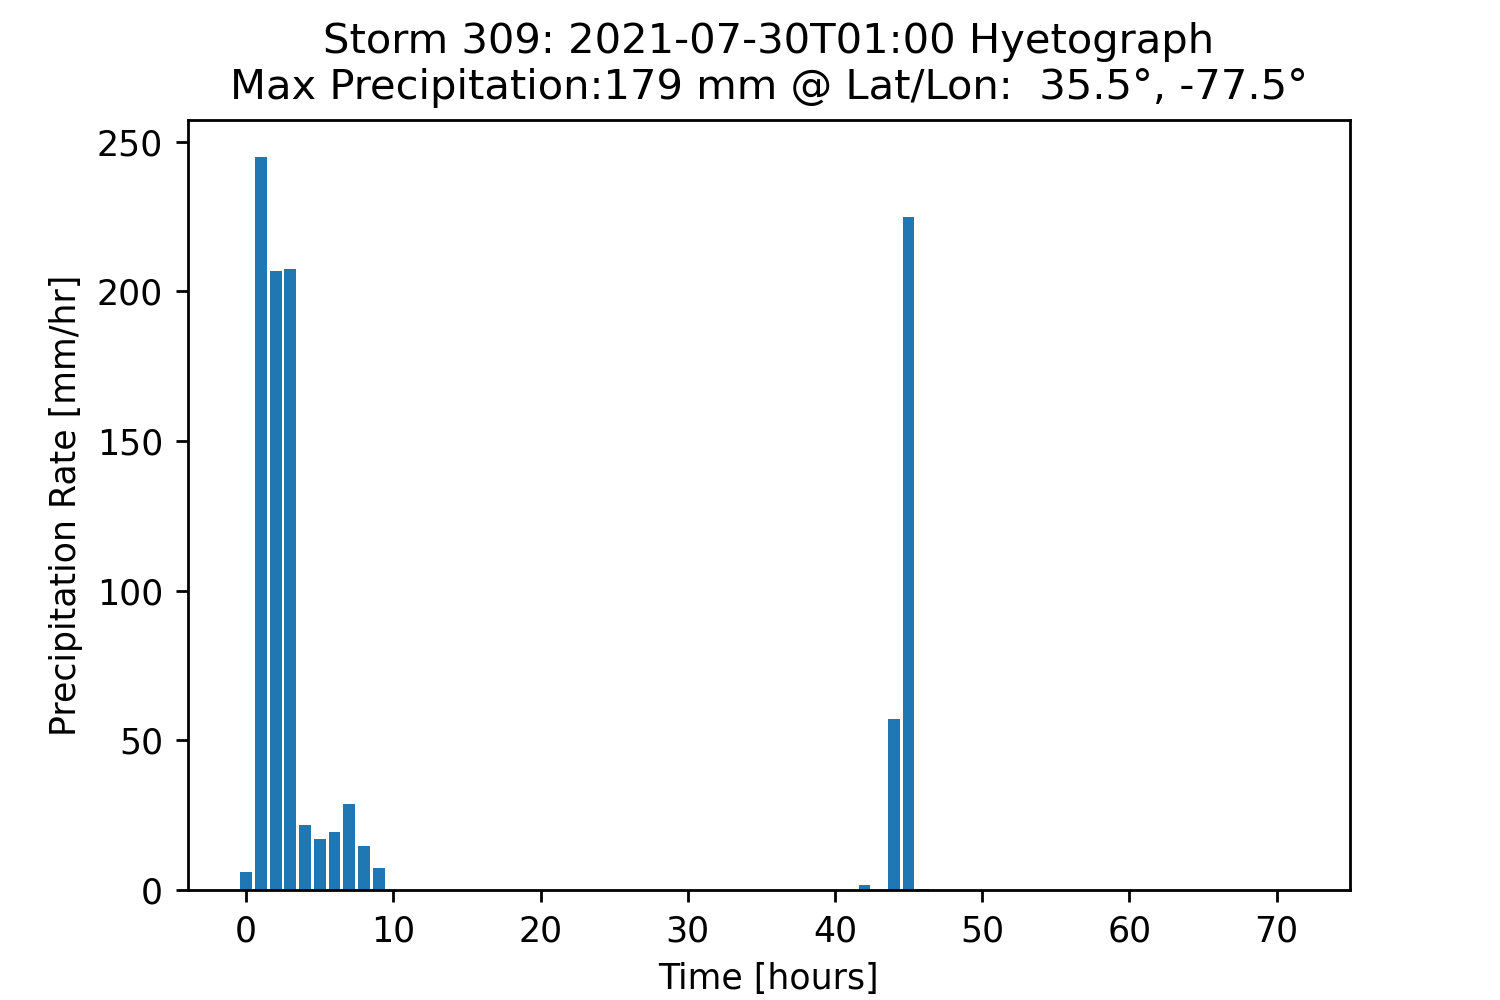 Storm 309: 2021-07-30T01:00 Hyetograph
Max Precipitation:179 mm @ Lat/Lon:  35.5°, -77.5°
250
200
150
100
50
0
Precipitation Rate [mm/hr]
0 10 20 30 40 50 60 70
Time [hours]